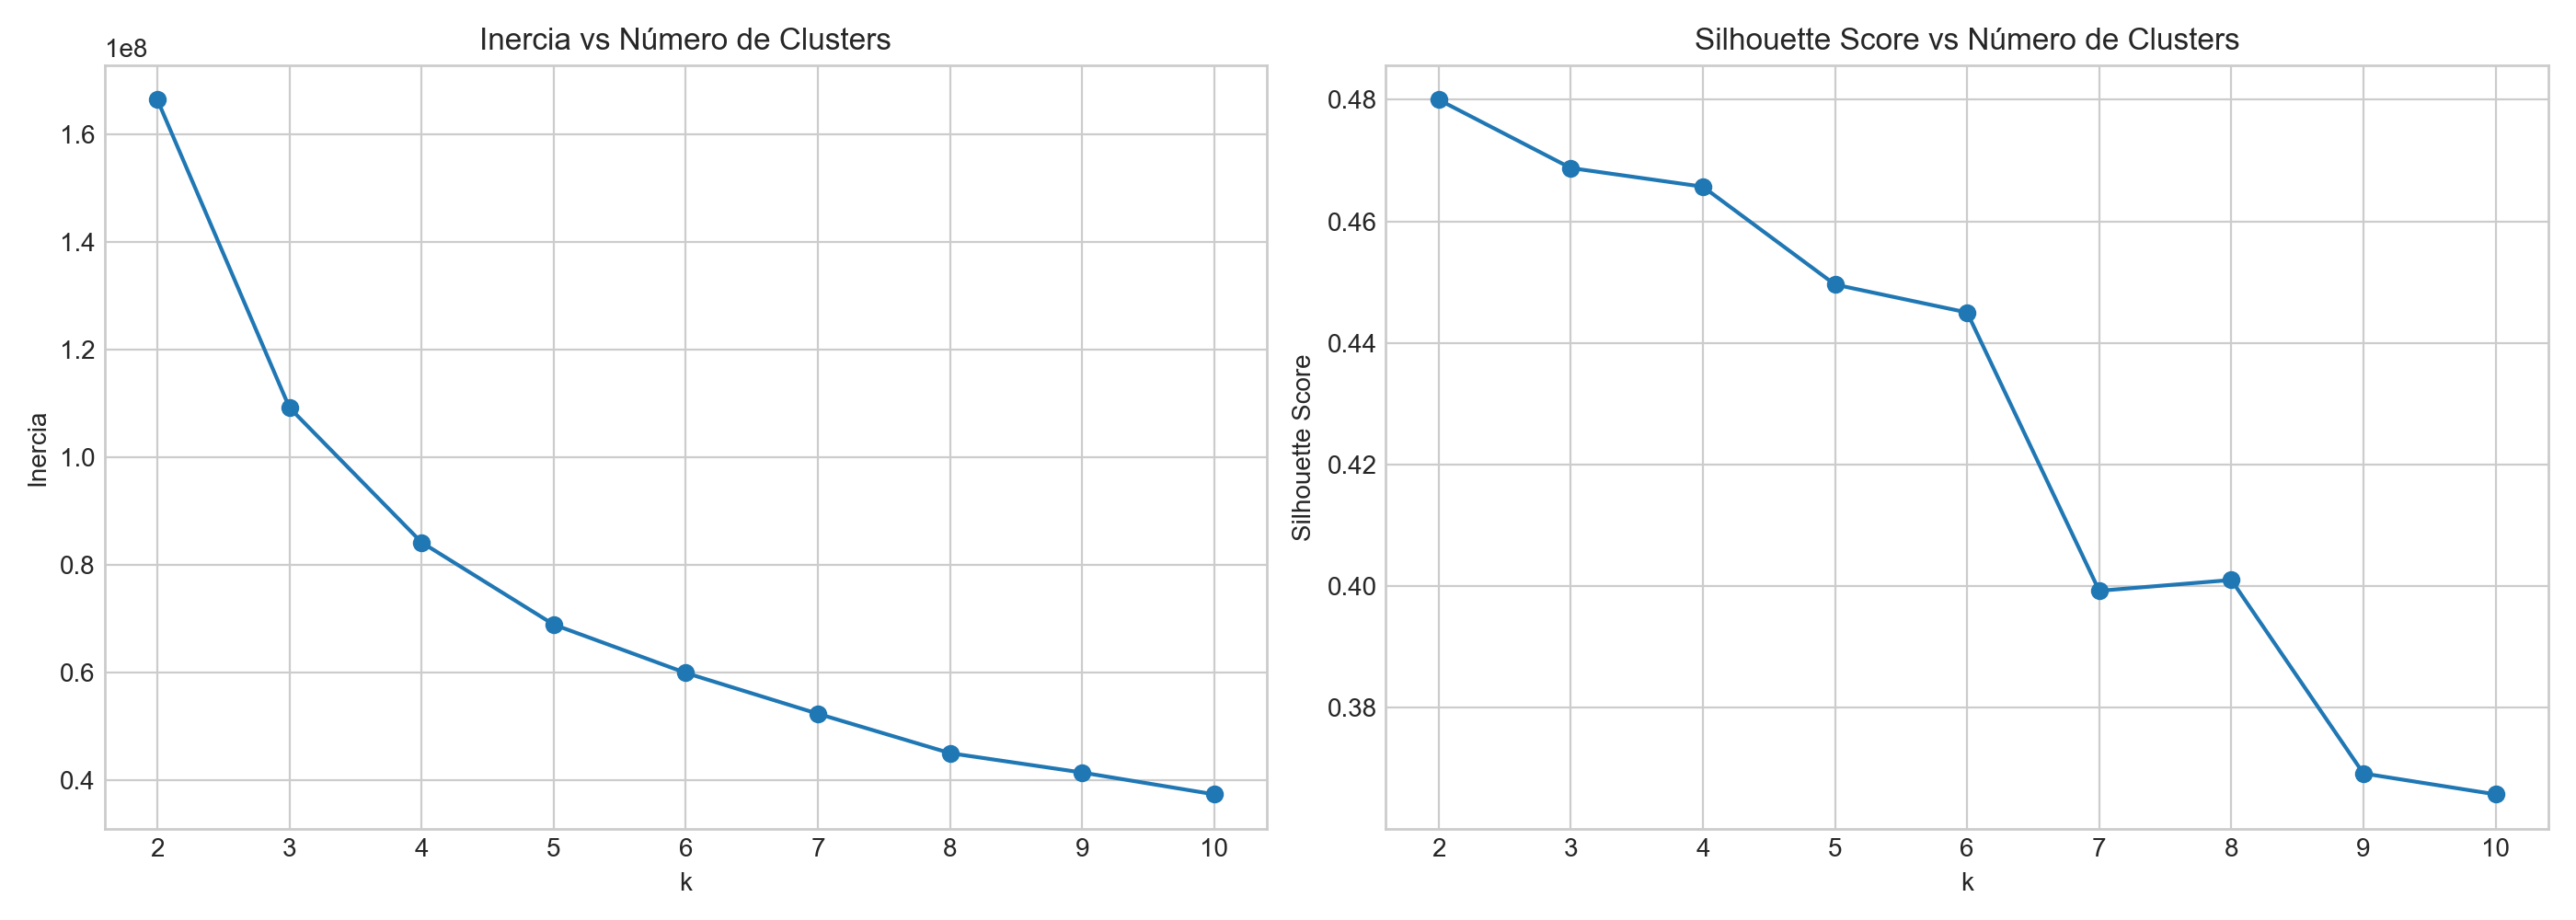 Inercia vs Número de Clusters
1e8
1.6
1.4
1.2
1.0
0.8
0.6
0.4
Inercia
2 3 4 5 6 7 8 9 10
k
Silhouette Score vs Número de Clusters
0.48
0.46
0.44
0.42
0.40
0.38
Silhouette Score
2 3 4 5 6 7 8 9 10
k